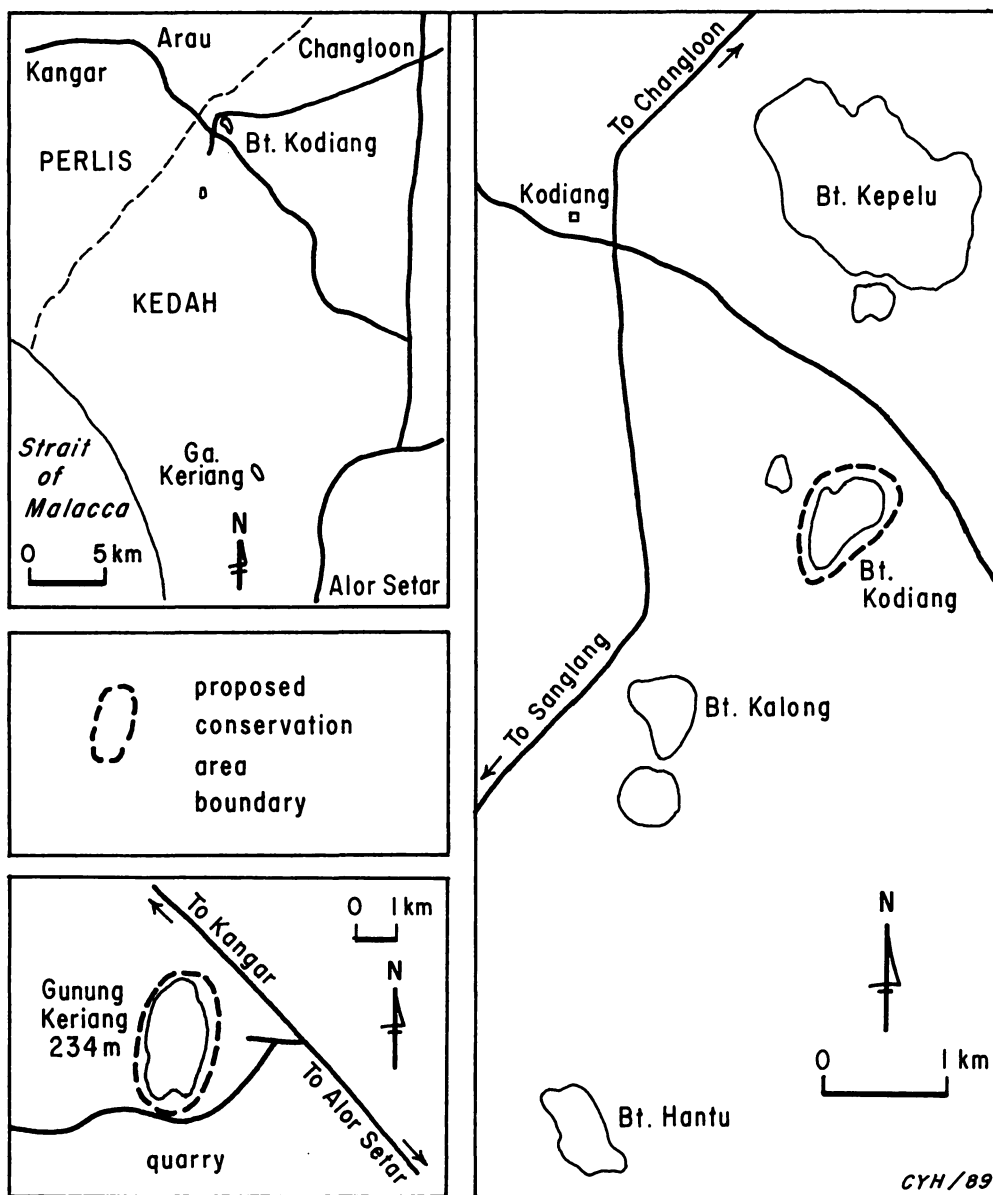 Arau
Changloon
Kangar
Bt. Kodiang
PERLIS
KEDAH
Strait
of
Malacca
Ga.
Keriang
N
0 5 km
Alor Setar
proposed
conservation
area
boundary
To Kangar
0 1 km
N
Gunung
Keriang
234 m
To Alor Setar
quarry
To Changloon
Kodiang
Bt. Kepelu
Bt.
Kodiang
To Sanglang
Bt. Kalong
N
0 1 km
Bt. Hantu
CYH/89